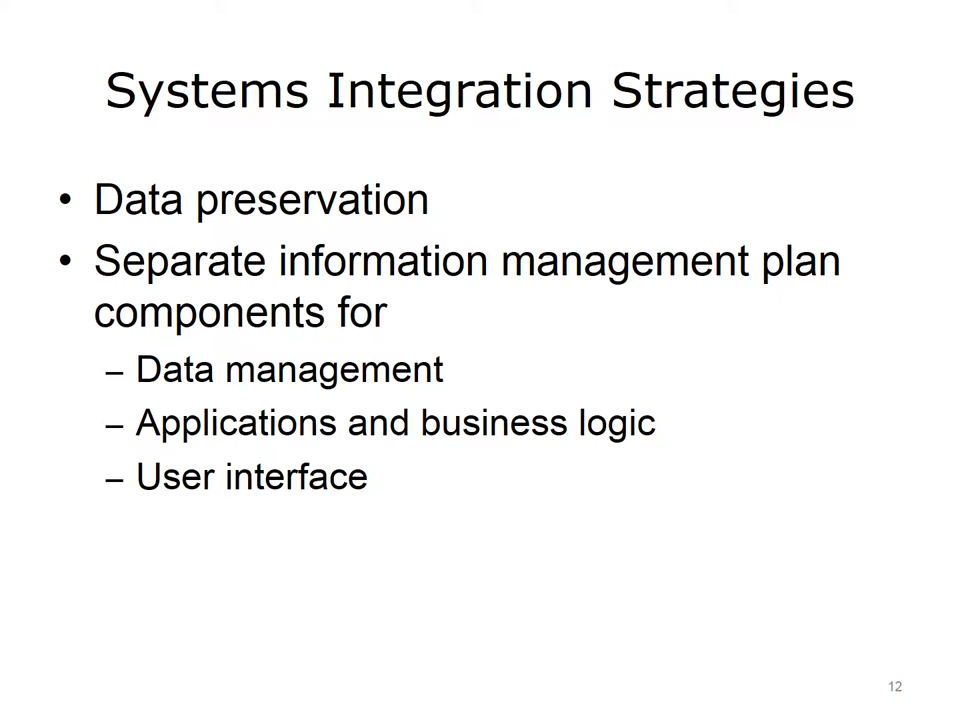 Systems Integration Strategies
• Data preservation
• Separate information management plan
components for
– Data management
– Applications and business logic
– User interface
12